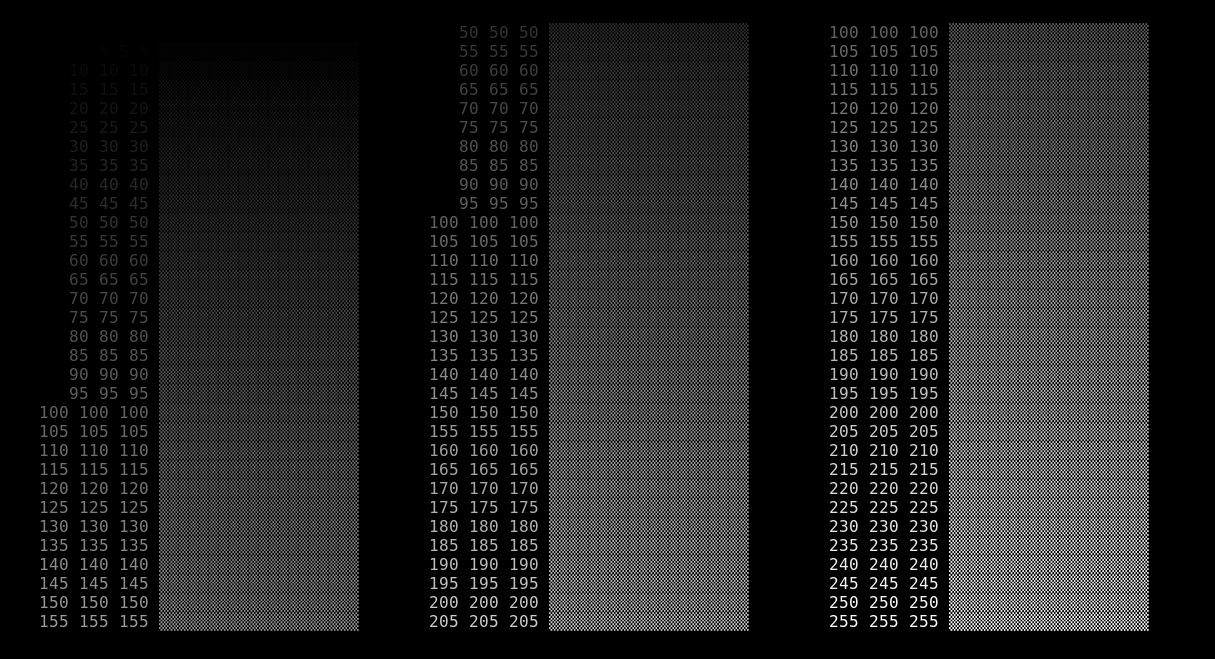 5 5 5
10 10 10
15 15 15
20 20 20
25 25 25
30 30 30
35 35 35
40 40 40
45 45 45
50 50 50
55 55 55
60 60 60
65 65 65
70 70 70
75 75 75
80 80 80
85 85 85
90 90 90
95 95 95
100 100 100
105 105 105
110 110 110
115 115 115
120 120 120
125 125 125
130 130 130
135 135 135
140 140 140
145 145 145
150 150 150
155 155 155
50 50 50
55 55 55
60 60 60
65 65 65
70 70 70
75 75 75
80 80 80
85 85 85
90 90 90
95 95 95
100 100 100
105 105 105
110 110 110
115 115 115
120 120 120
125 125 125
130 130 130
135 135 135
140 140 140
145 145 145
150 150 150
155 155 155
160 160 160
165 165 165
170 170 170
175 175 175
180 180 180
185 185 185
190 190 190
195 195 195
200 200 200
205 205 205
100 100 100
105 105 105
110 110 110
115 115 115
120 120 120
125 125 125
130 130 130
135 135 135
140 140 140
145 145 145
150 150 150
155 155 155
160 160 160
165 165 165
170 170 170
175 175 175
180 180 180
185 185 185
190 190 190
195 195 195
200 200 200
205 205 205
210 210 210
215 215 215
220 220 220
225 225 225
230 230 230
235 235 235
240 240 240
245 245 245
250 250 250
255 255 255